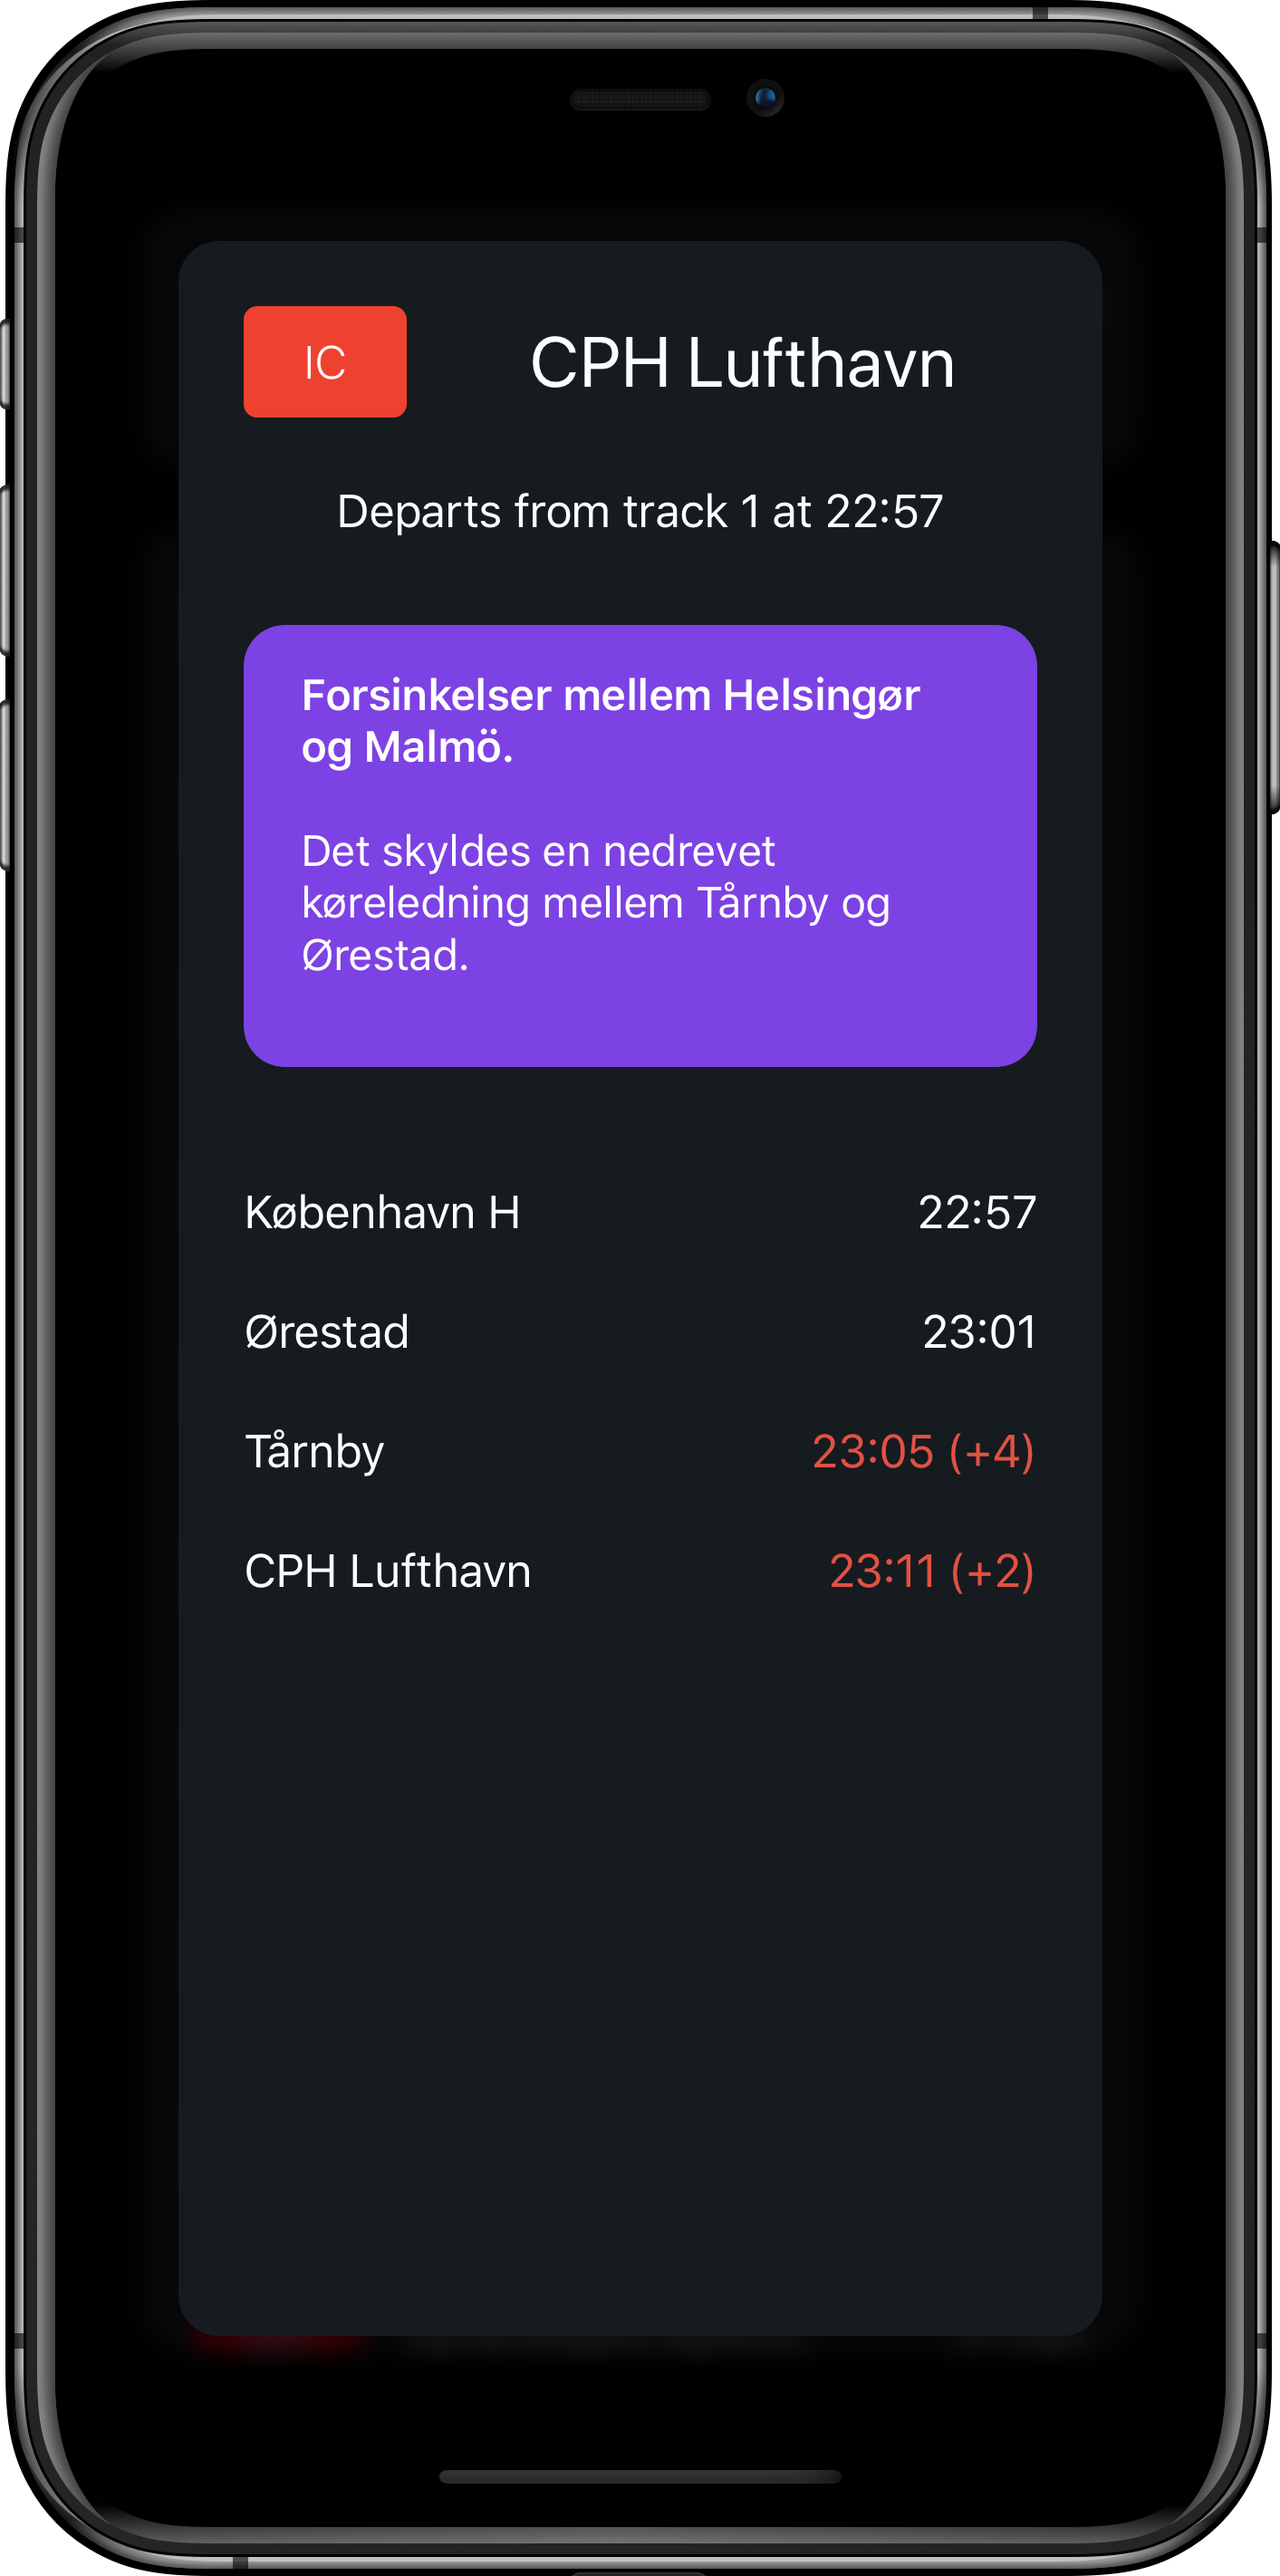 IC
CPH Lufthavn
Departs from track 1 at 22:57
Forsinkelser mellem Helsingør
og Malmö.
Det skyldes en nedrevet
køreledning mellem Tårnby og
Ørestad.
København H 22:57
Ørestad 23:01
Tårnby 23:05 (+4)
CPH Lufthavn 23:11 (+2)